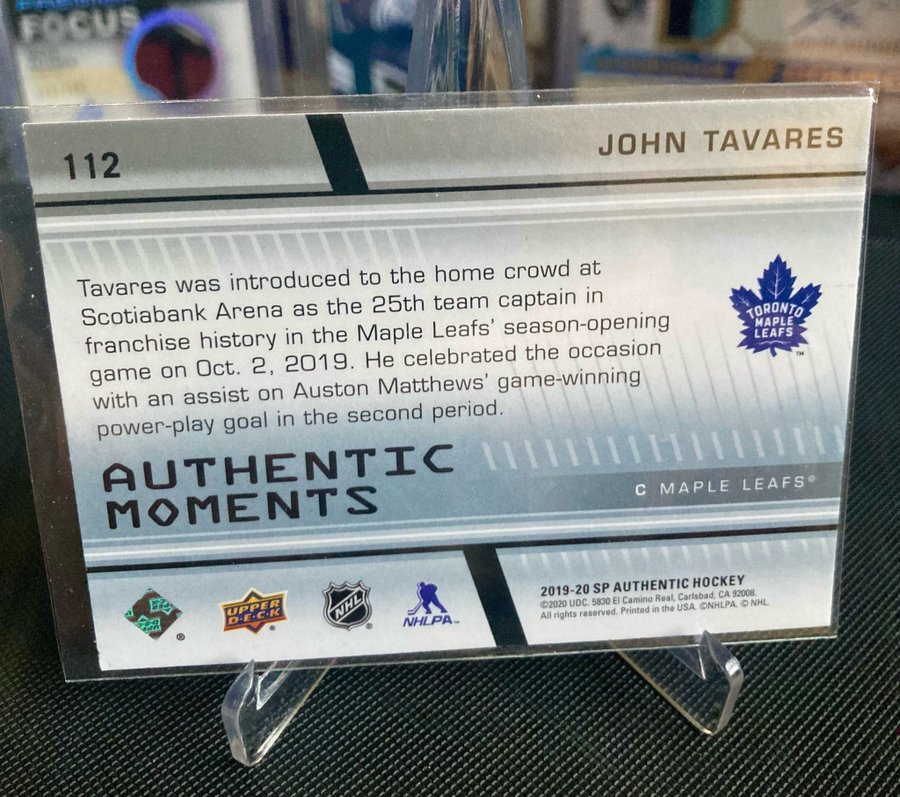 FOCUS
112
JOHN TAVARES
Tavares was introduced to the home crowd at
Scotiabank Arena as the 25th team captain in
franchise history in the Maple Leafs' season-opening
game on Oct. 2, 2019. He celebrated the occasion
with an assist on Auston Matthews' game-winning
power-play goal in the second period.
TORONTO
MAPLE
LEAFS
™
AUTHENTIC
MOMENTS
C MAPLE LEAFS®
®
UPPER
D·E·C·K
NHL
®
NHLPA™
2019-20 SP AUTHENTIC HOCKEY
©2020 UDC. 5830 El Camino Real, Carlsbad, CA 92008.
All rights reserved. Printed in the USA. ©NHLPA. © NHL.